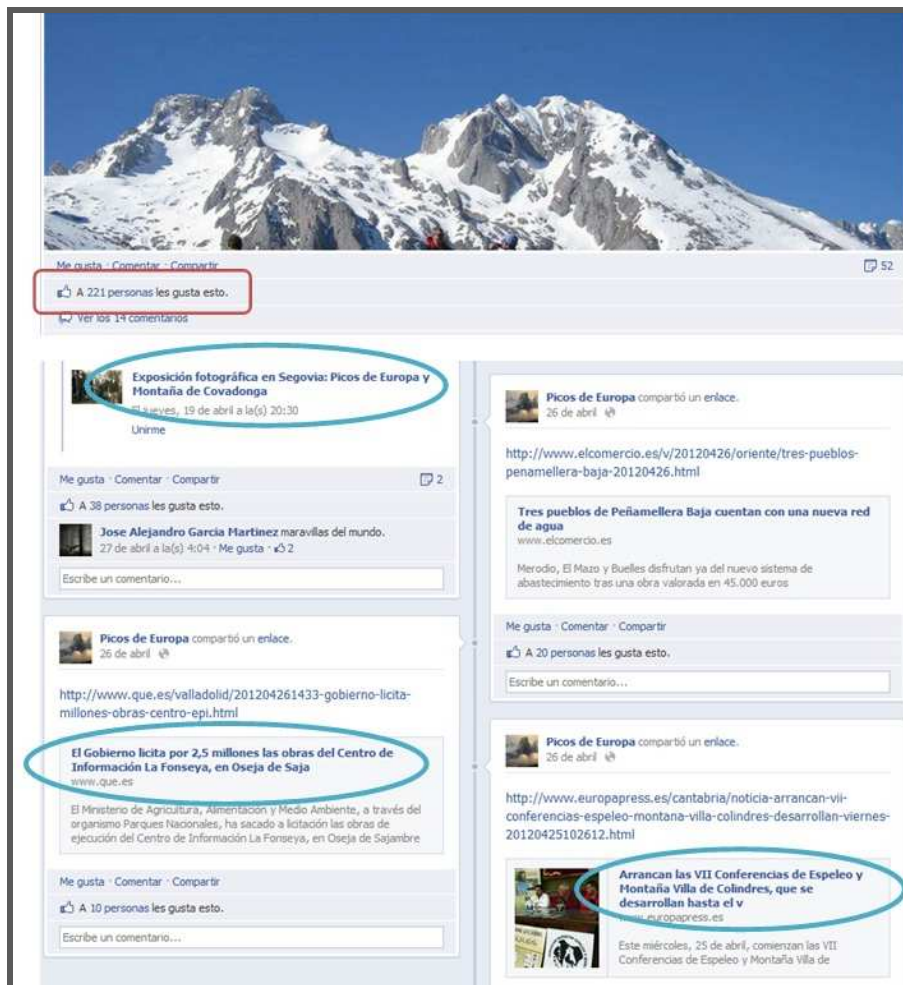 Me gusta · Comentar · Compartir
52
A 221 personas les gusta esto.
Ver los 14 comentarios
Exposición fotográfica en Segovia: Picos de Europa y
Montaña de Covadonga
El jueves, 19 de abril a la(s) 20:30
Unirme
Me gusta · Comentar · Compartir
2
A 38 personas les gusta esto.
Jose Alejandro Garcia Martinez maravillas del mundo.
27 de abril a la(s) 4:04 · Me gusta · 2
Escribe un comentario...
Picos de Europa compartió un enlace.
26 de abril
http://www.que.es/valladolid/201204261433-gobierno-licita-
millones-obras-centro-epi.html
El Gobierno licita por 2,5 millones las obras del Centro de
Información La Fonseya, en Oseja de Saja
www.que.es
El Ministerio de Agricultura, Alimentación y Medio Ambiente, a través del
organismo Parques Nacionales, ha sacado a licitación las obras de
ejecución del Centro de Información La Fonseya, en Oseja de Sajambre
Me gusta · Comentar · Compartir
A 10 personas les gusta esto.
Escribe un comentario...
Picos de Europa compartió un enlace.
26 de abril
http://www.elcomercio.es/v/20120426/oriente/tres-pueblos-
penamellera-baja-20120426.html
Tres pueblos de Peñamellera Baja cuentan con una nueva red
de agua
www.elcomercio.es
Merodio, El Mazo y Buelles disfrutan ya del nuevo sistema de
abastecimiento tras una obra valorada en 45.000 euros
Me gusta · Comentar · Compartir
A 20 personas les gusta esto.
Escribe un comentario...
Picos de Europa compartió un enlace.
26 de abril
http://www.europapress.es/cantabria/noticia-arrancan-vii-
conferencias-espeleo-montana-villa-colindres-desarrollan-viernes-
20120425102612.html
Arrancan las VII Conferencias de Espeleo y
Montaña Villa de Colindres, que se
desarrollan hasta el v
www.europapress.es
Este miércoles, 25 de abril, comienzan las VII
Conferencias de Espeleo y Montaña Villa de